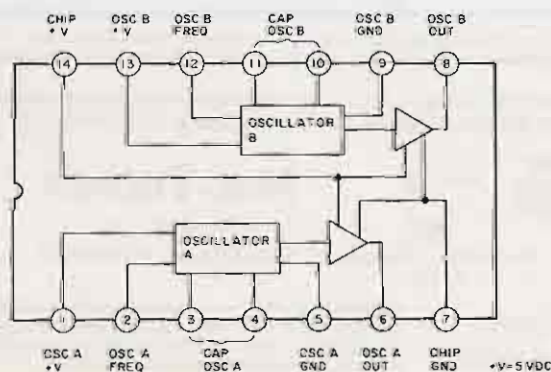 CHIP OSC B OSC B CAP OSC B OSC B
+V +V FREQ OSC B GND OUT
14 13 12 11 10 9 8
OSCILLATOR
B
OSCILLATOR
A
1 2 3 4 5 6 7
OSC A OSC A CAP OSC A OSC A CHIP
+V FREQ OSC A GND OUT GND +V=5 VDC